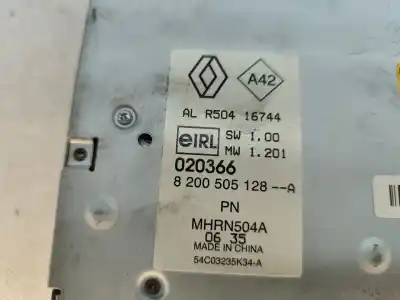 A42
AL R504 16744
eIRL SW 1.00
MW 1.201
020366
8 200 505 128 --A
PN
MHRN504A
06 35
MADE IN CHINA
54C03235K34-A